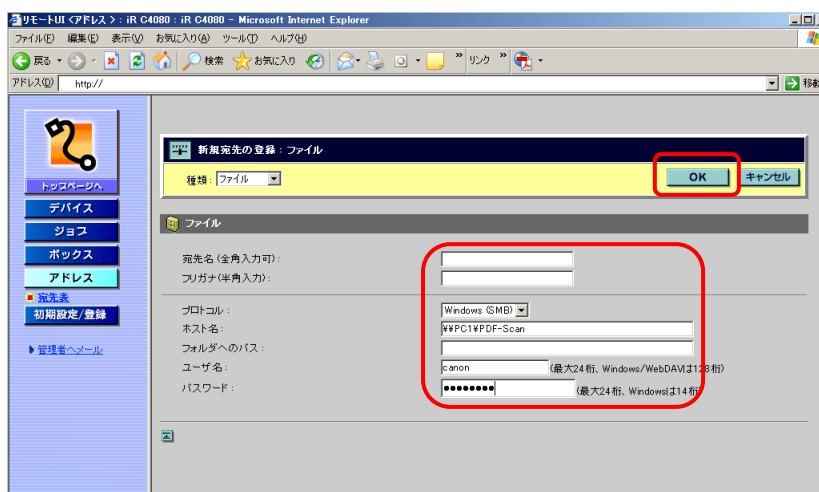 リモートUI <アドレス> : iR C4080 : iR C4080 - Microsoft Internet Explorer
ファイル(F) 編集(E) 表示(V) お気に入り(A) ツール(T) ヘルプ(H)
戻る 検索 お気に入り リンク
アドレス(D) http:// 移動
トップページへ
デバイス
ジョブ
ボックス
アドレス
宛先表
初期設定/登録
管理者へメール
新規宛先の登録 : ファイル
種類 : ファイル OK キャンセル
ファイル
宛先名 (全角入力可) :
フリガナ (半角入力) :
プロトコル : Windows (SMB)
ホスト名 : ¥¥PC1¥PDF-Scan
フォルダへのパス :
ユーザ名 : canon (最大24桁、Windows/WebDAVは128桁)
パスワード : ●●●●●●●● (最大24桁、Windowsは14桁)